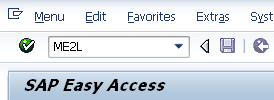 Menu Edit Favorites Extras Syst
ME2L
SAP Easy Access